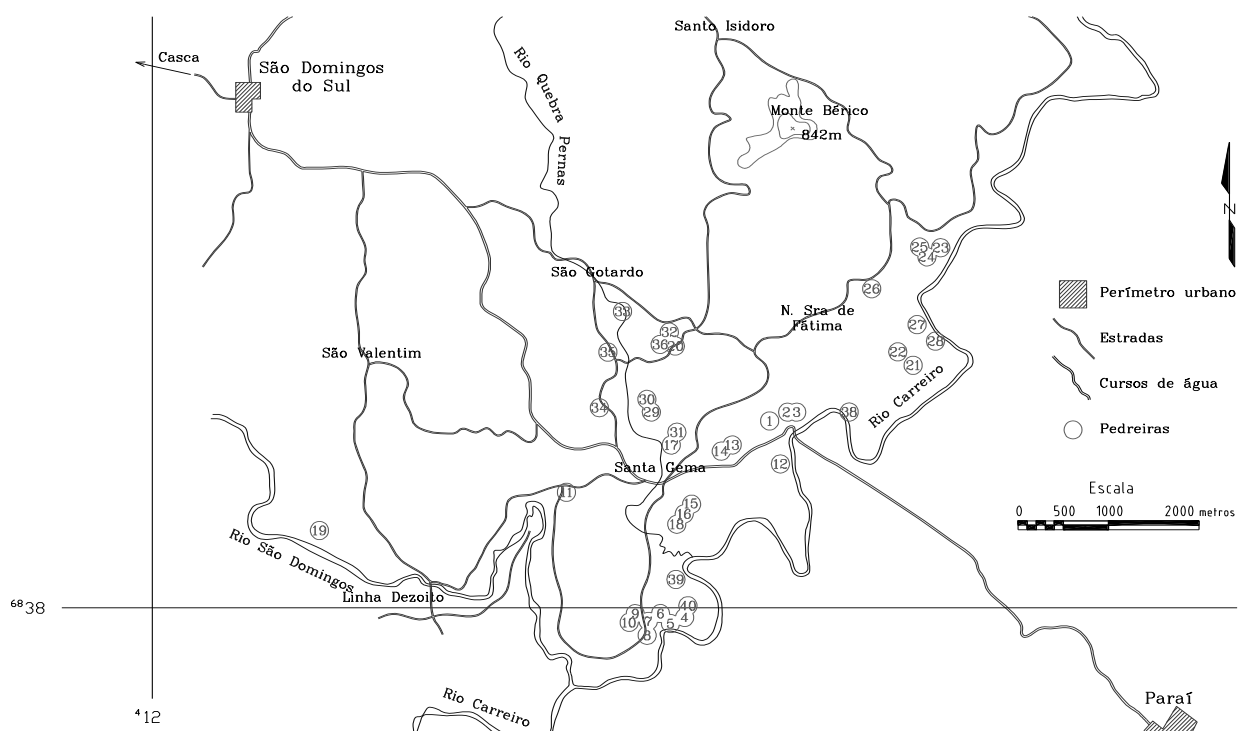 Santo Isidoro
Casca
São Domingos
do Sul
Rio Quebra Pernas
Monte Bérico
842m
N
25
23
24
São Gotardo
26
Perímetro urbano
33
N. Sra de
Fátima
27
32
36
20
28
Estradas
São Valentim
35
22
21
Cursos de água
Rio Carreiro
30
34
29
2
3
38
1
Pedreiras
31
17
13
14
Santa Gema
12
11
Escala
0
500
1000
2000 metros
15
16
18
19
Rio São Domingos
39
Linha Dezoito
⁶⁸38
40
9
6
4
10
7
5
8
Rio Carreiro
Paraí
⁴12